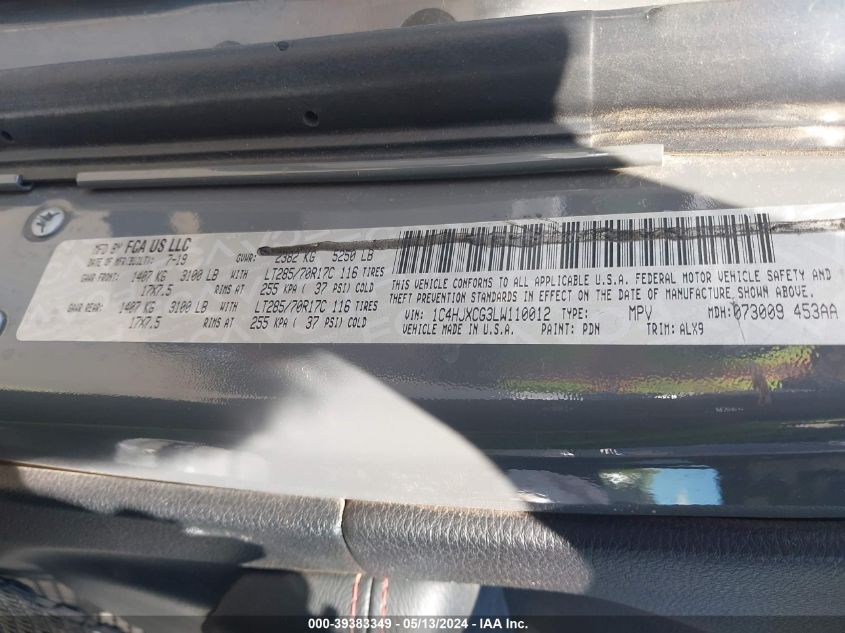 MFD BY FCA US LLC
DATE OF MFR/BUILT: 7-19 GVWR: 2382 KG 5250 LB
GAWR FRONT: 1407 KG 3100 LB WITH LT285/70R17C 116 TIRES
17X7.5 RIMS AT 255 KPA ( 37 PSI) COLD
GAWR REAR: 1407 KG 3100 LB WITH LT285/70R17C 116 TIRES
17X7.5 RIMS AT 255 KPA ( 37 PSI) COLD
THIS VEHICLE CONFORMS TO ALL APPLICABLE U.S.A. FEDERAL MOTOR VEHICLE SAFETY AND
THEFT PREVENTION STANDARDS IN EFFECT ON THE DATE OF MANUFACTURE SHOWN ABOVE.
VIN: 1C4HJXCG3LW110012 TYPE: MPV MDH: 073009 453AA
VEHICLE MADE IN U.S.A. PAINT: PDN TRIM: ALX9
000-39383349 - 05/13/2024 - IAA Inc.